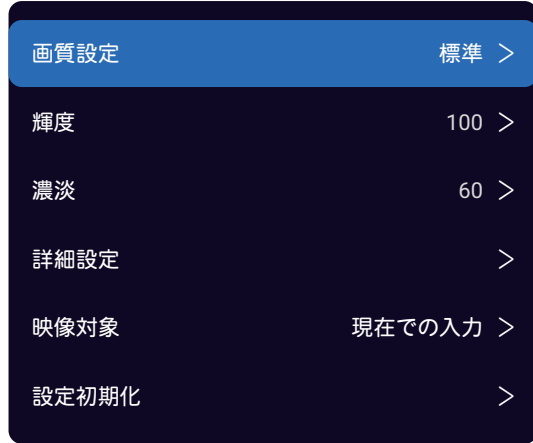 画質設定 標準 >
輝度 100 >
濃淡 60 >
詳細設定 >
映像対象 現在での入力 >
設定初期化 >